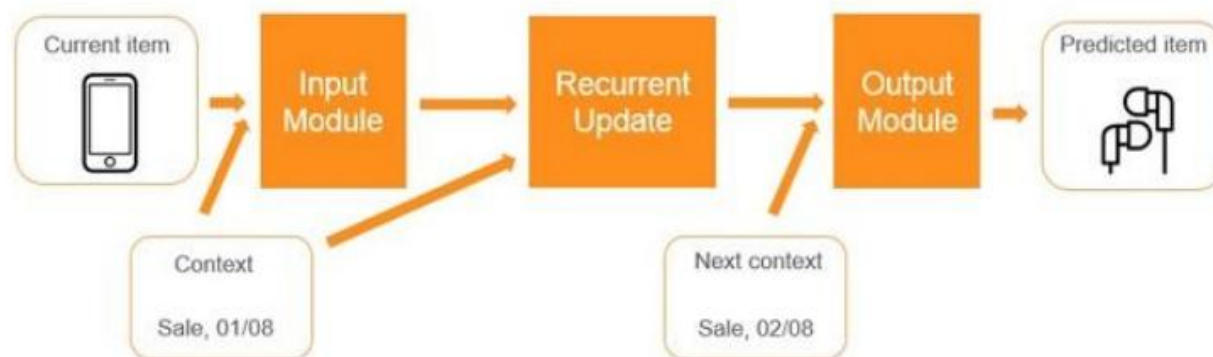 Current item
Input
Module
Recurrent
Update
Output
Module
Predicted item
Context
Sale, 01/08
Next context
Sale, 02/08